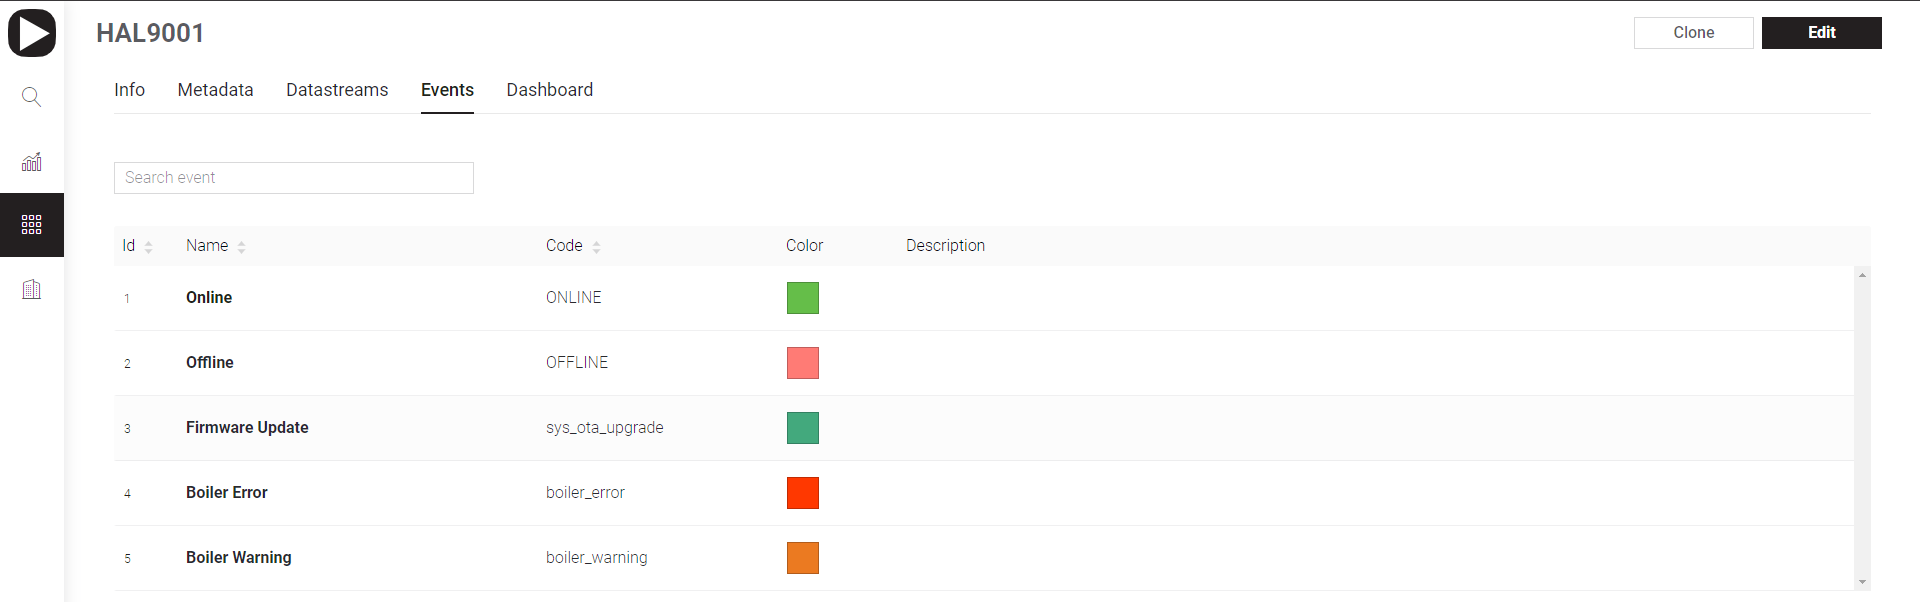 HAL9001
Clone
Edit
Info Metadata Datastreams Events Dashboard
Search event
Id Name Code Color Description
1 Online ONLINE
2 Offline OFFLINE
3 Firmware Update sys_ota_upgrade
4 Boiler Error boiler_error
5 Boiler Warning boiler_warning